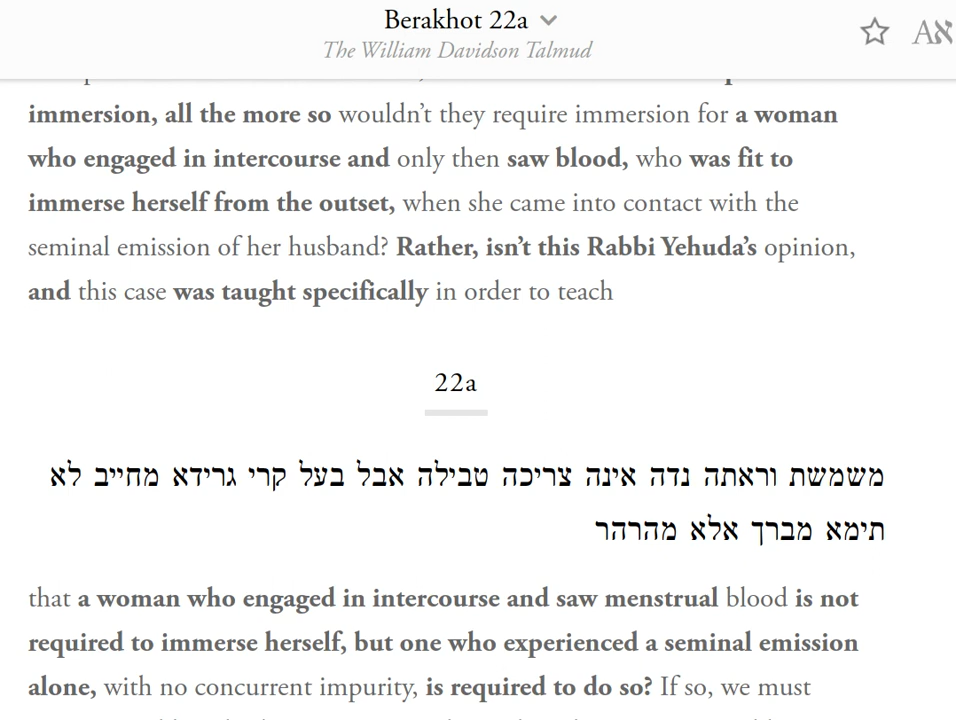 Berakhot 22a
The William Davidson Talmud
Aא
immersion, all the more so wouldn’t they require immersion for a woman
who engaged in intercourse and only then saw blood, who was fit to
immerse herself from the outset, when she came into contact with the
seminal emission of her husband? Rather, isn’t this Rabbi Yehuda’s opinion,
and this case was taught specifically in order to teach
22a
משמשת וראתה נדה אינה צריכה טבילה אבל בעל קרי גרידא מחייב לא
תימא מברך אלא מהרהר
that a woman who engaged in intercourse and saw menstrual blood is not
required to immerse herself, but one who experienced a seminal emission
alone, with no concurrent impurity, is required to do so? If so, we must